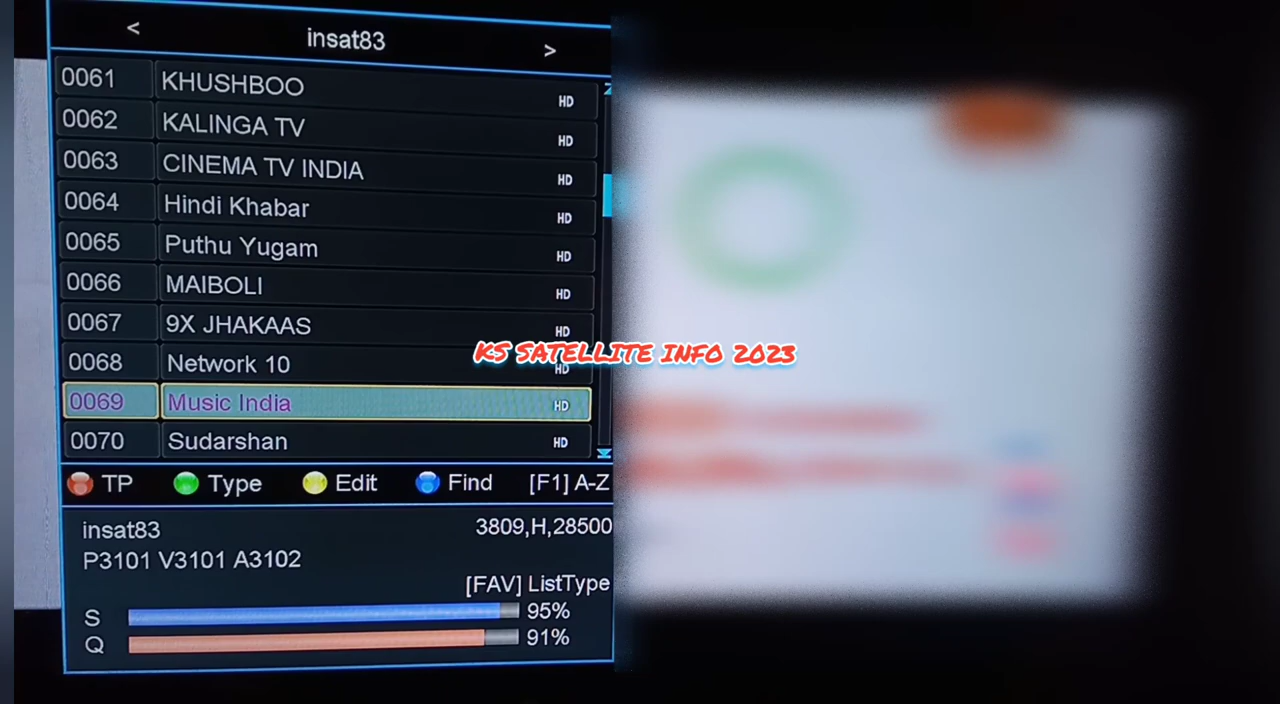 < insat83 >
0061 KHUSHBOO HD
0062 KALINGA TV HD
0063 CINEMA TV INDIA HD
0064 Hindi Khabar HD
0065 Puthu Yugam HD
0066 MAIBOLI HD
0067 9X JHAKAAS HD
0068 Network 10 HD
KS SATELLITE INFO 2023
0069 Music India HD
0070 Sudarshan HD
TP Type Edit Find [F1] A-Z
insat83 3809,H,28500
P3101 V3101 A3102
[FAV] ListType
S 95%
Q 91%